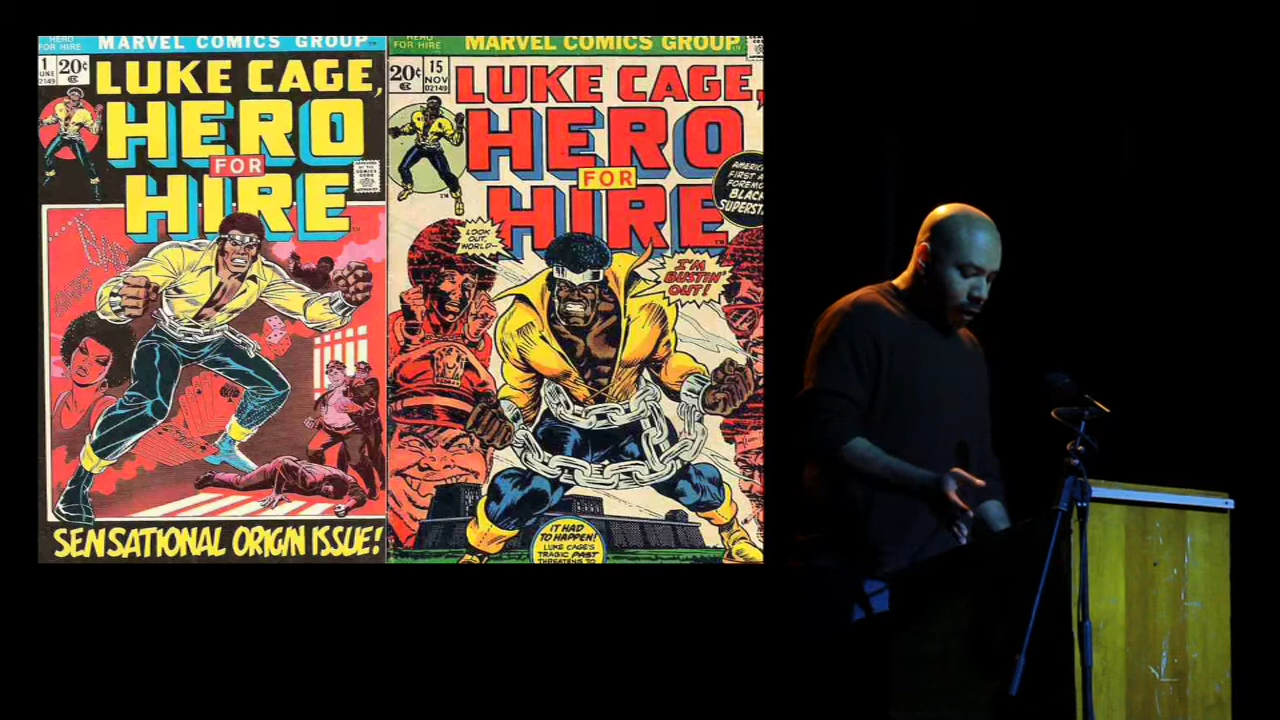 HERO
FOR HIRE
MARVEL COMICS GROUP
1
20¢
02149
LUKE CAGE,
HERO
FOR
HIRE
SENSATIONAL ORIGIN ISSUE!
FOR HIRE
MARVEL COMICS GROUP
20¢
15
NOV
02149
LUKE CAGE,
HERO
FOR
HIRE
BLACK
LOOK
OUT,
WORLD--
I'M
BUSTIN'
OUT!
IT HAD
TO HAPPEN!
LUKE CAGE'S
TRAGIC PAST